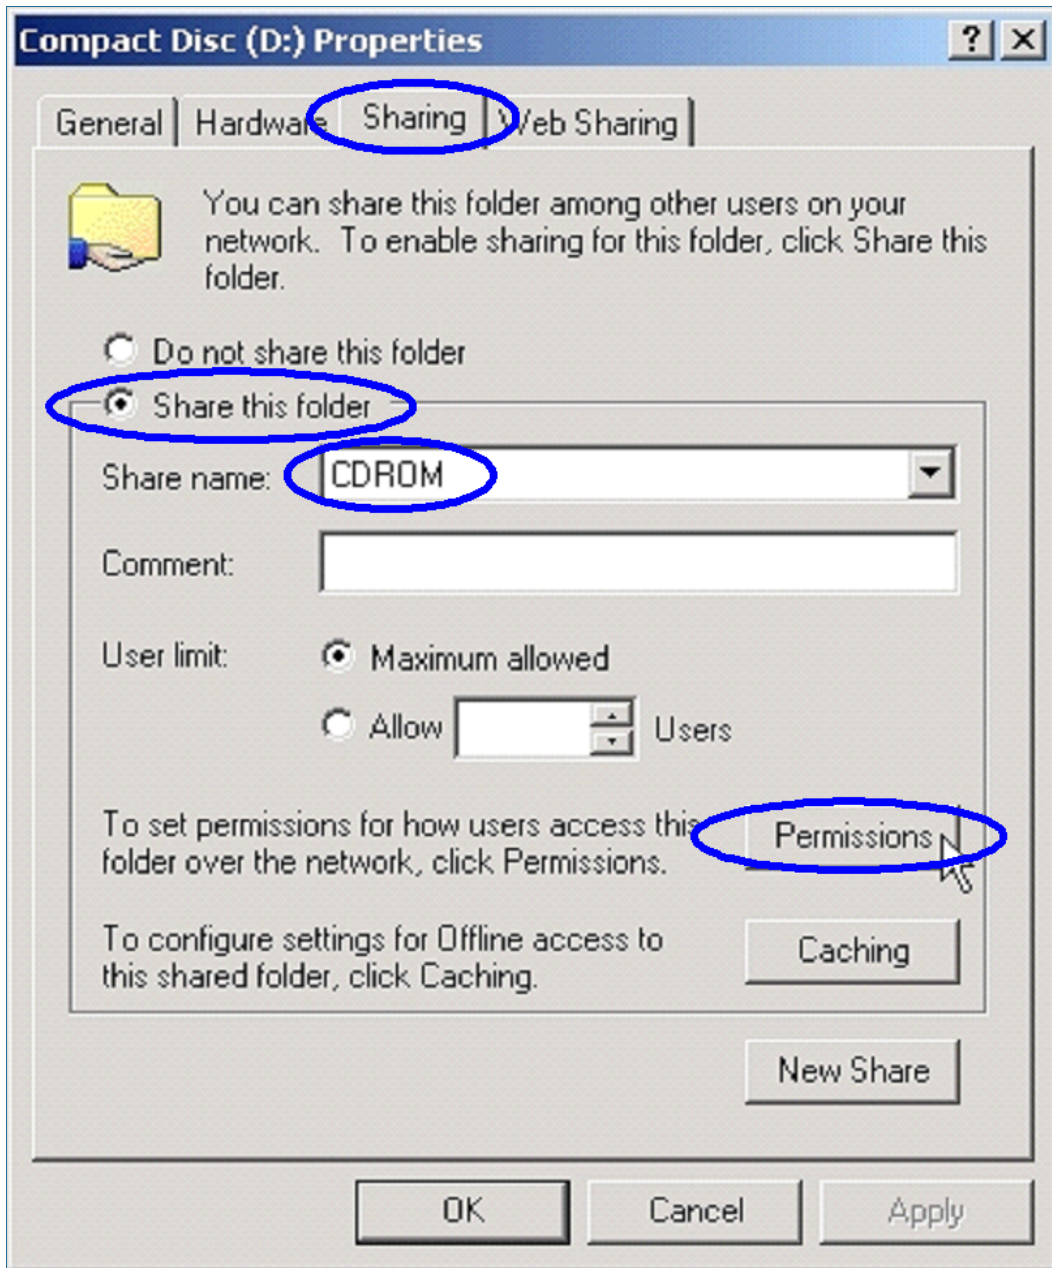 Compact Disc (D:) Properties
General Hardware Sharing Web Sharing
You can share this folder among other users on your
network. To enable sharing for this folder, click Share this
folder.
Do not share this folder
Share this folder
Share name: CDROM
Comment:
User limit: Maximum allowed
Allow Users
To set permissions for how users access this
folder over the network, click Permissions.
Permissions
To configure settings for Offline access to
this shared folder, click Caching.
Caching
New Share
OK Cancel Apply